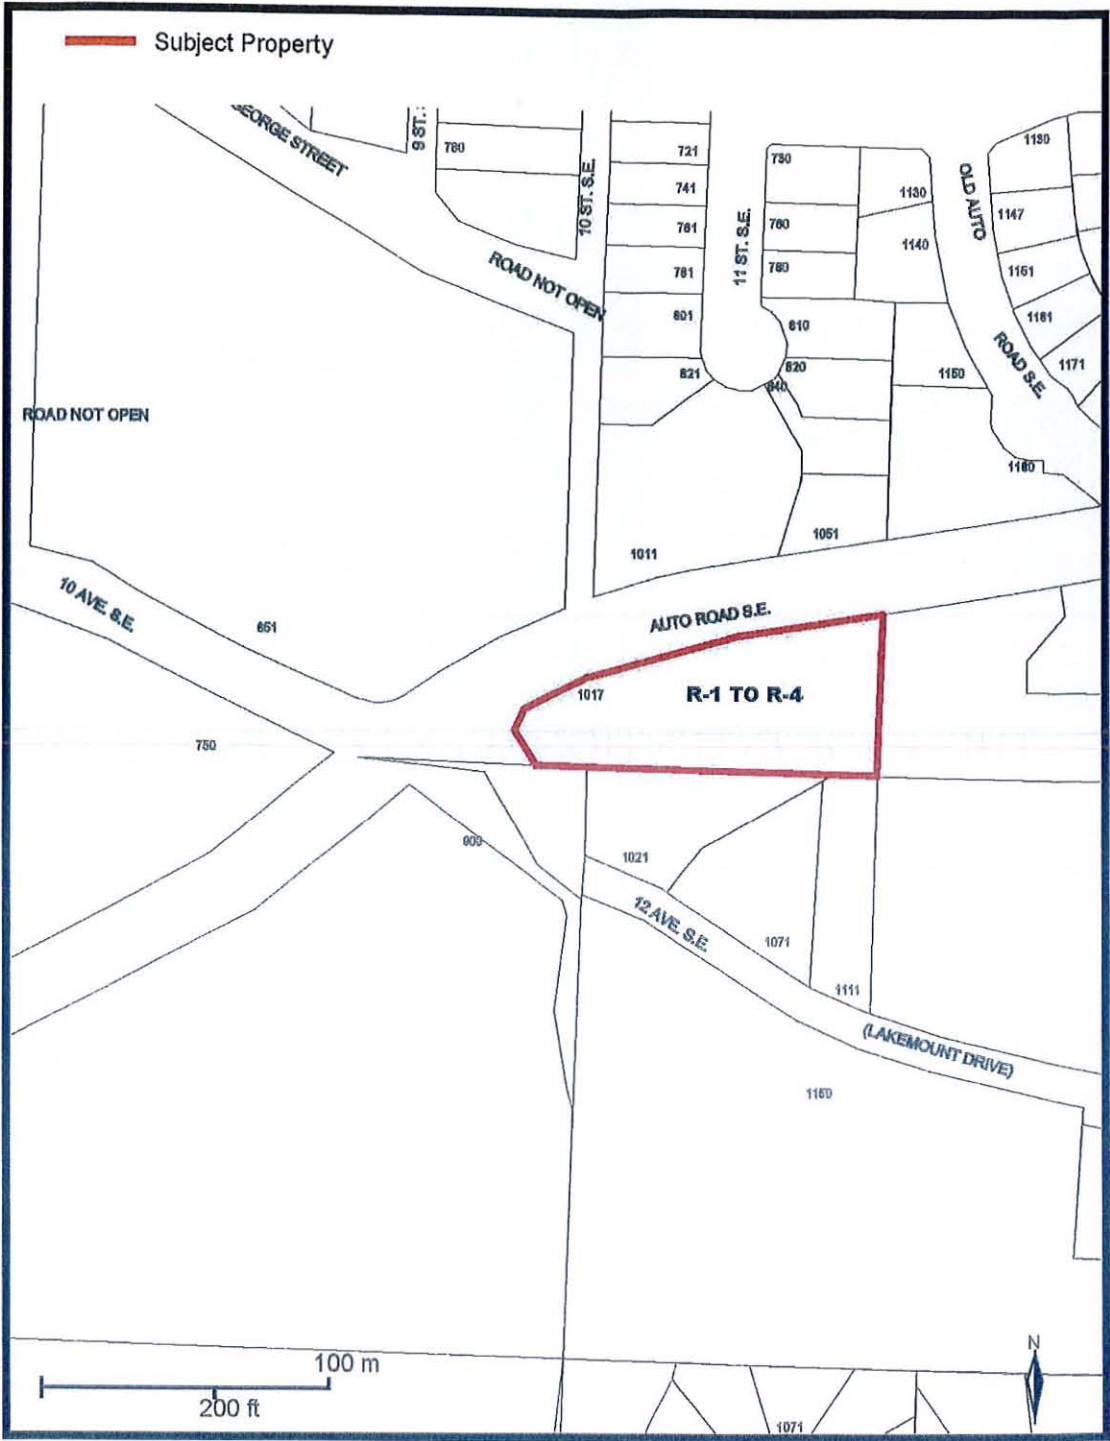 Subject Property
GEORGE STREET
9 ST.
780
10 ST. S.E.
721
741
761
781
801
821
11 ST. S.E.
730
760
780
810
820
840
1130
1140
1150
OLD AUTO
ROAD S.E.
1130
1147
1151
1161
1171
1160
ROAD NOT OPEN
ROAD NOT OPEN
1011
1051
10 AVE. S.E.
651
AUTO ROAD S.E.
1017
R-1 TO R-4
750
900
1021
12 AVE. S.E.
1071
1111
(LAKEMOUNT DRIVE)
1150
N
100 m
200 ft
1071